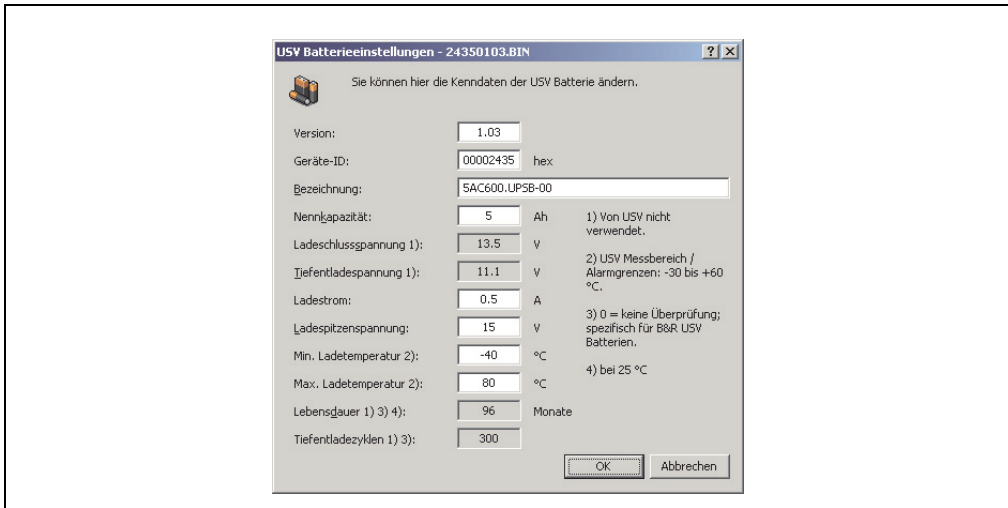 USV Batterieeinstellungen - 24350103.BIN
Sie können hier die Kenndaten der USV Batterie ändern.
Version: 1.03
Geräte-ID: 00002435 hex
Bezeichnung: 5AC600.UPSB-00
Nennkapazität: 5 Ah
Ladeschlussspannung 1): 13.5 V
Tiefentladespannung 1): 11.1 V
Ladestrom: 0.5 A
Ladespitzenspannung: 15 V
Min. Ladetemperatur 2): -40 °C
Max. Ladetemperatur 2): 80 °C
Lebensdauer 1) 3) 4): 96 Monate
Tiefentladezyklen 1) 3): 300
1) Von USV nicht
verwendet.
2) USV Messbereich /
Alarmgrenzen: -30 bis +60
°C.
3) 0 = keine Überprüfung;
spezifisch für B&R USV
Batterien.
4) bei 25 °C
OK Abbrechen